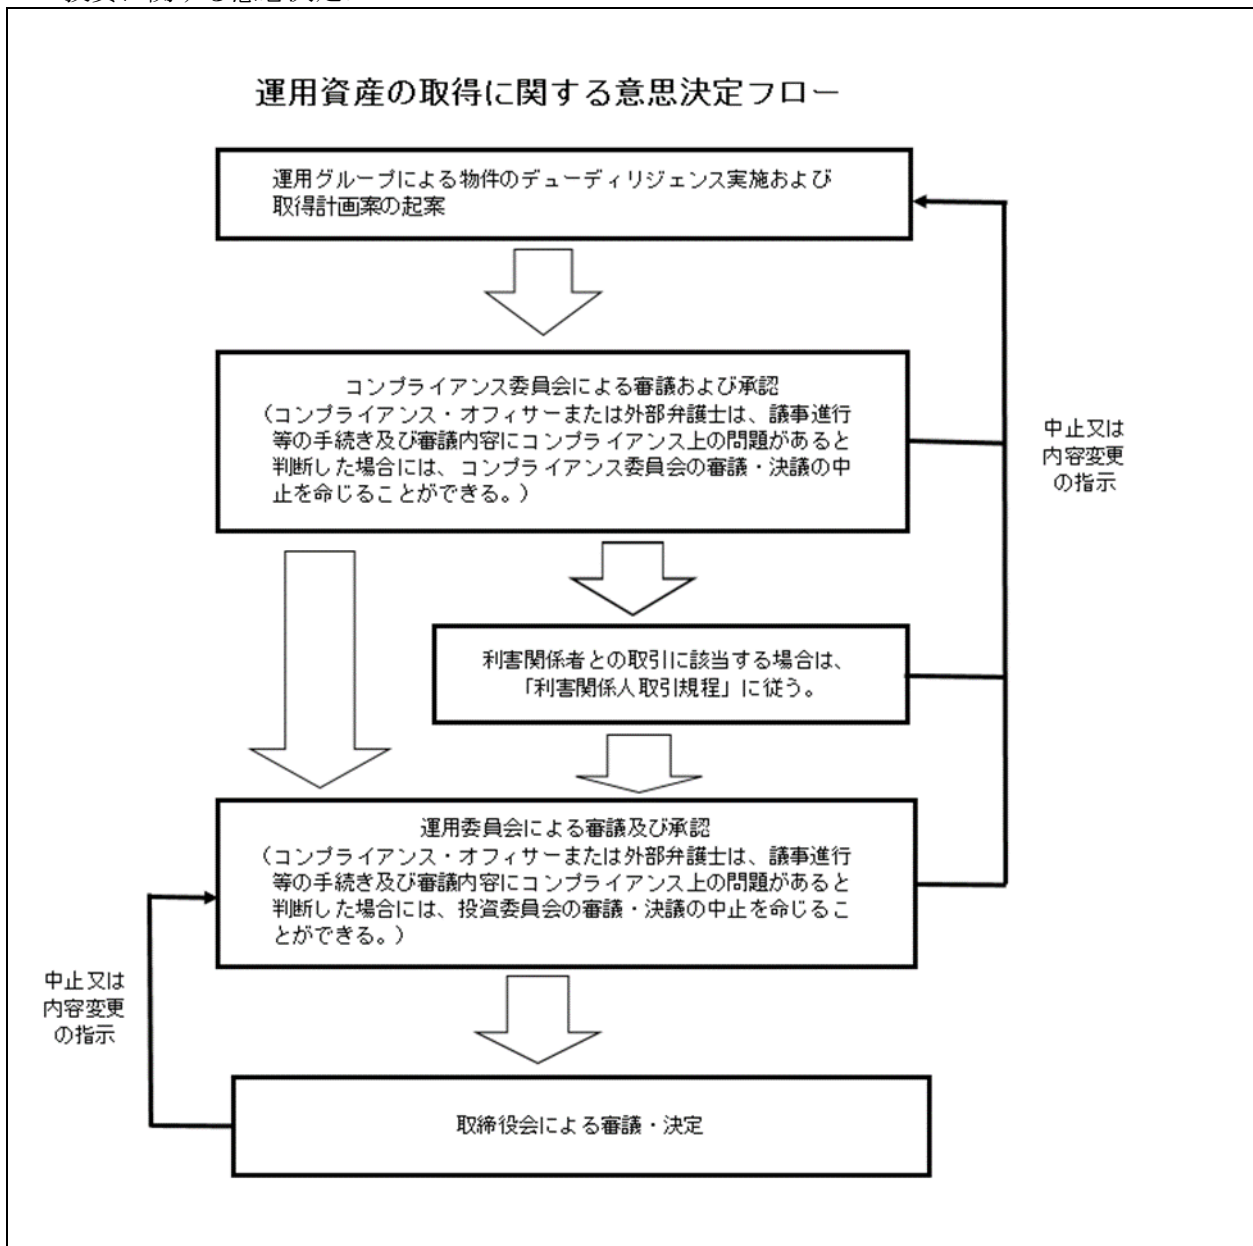 運用資産の取得に関する意思決定フロー
運用グループによる物件のデューディリジェンス実施および
取得計画案の起案
コンプライアンス委員会による審議および承認
（コンプライアンス・オフィサーまたは外部弁護士は、議事進行
等の手続き及び審議内容にコンプライアンス上の問題があると
判断した場合には、コンプライアンス委員会の審議・決議の中
止を命じることができる。）
中止又は
内容変更
の指示
利害関係者との取引に該当する場合は、
「利害関係人取引規程」に従う。
運用委員会による審議及び承認
（コンプライアンス・オフィサーまたは外部弁護士は、議事進行
等の手続き及び審議内容にコンプライアンス上の問題があると
判断した場合には、投資委員会の審議・決議の中止を命じるこ
とができる。）
中止又は
内容変更
の指示
取締役会による審議・決定